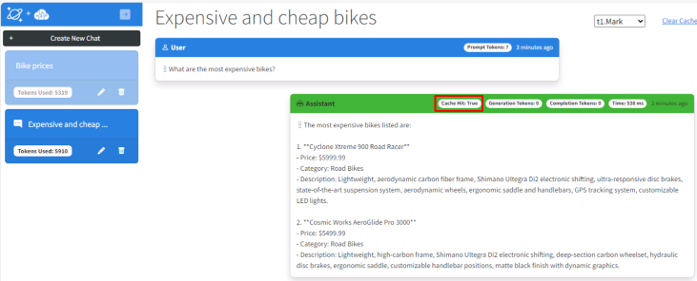 Expensive and cheap bikes
t1.Mark
Clear Cache
+ Create New Chat
Bike prices
Tokens Used: 5319
Expensive and cheap ...
Tokens Used: 5910
User
Prompt Tokens: 7
3 minutes ago
What are the most expensive bikes?
Assistant
Cache Hit: True
Generation Tokens: 0
Completion Tokens: 0
Time: 538 ms
3 minutes ago
The most expensive bikes listed are:
1. **Cyclone Xtreme 900 Road Racer**
- Price: $5999.99
- Category: Road Bikes
- Description: Lightweight, aerodynamic carbon fiber frame, Shimano Ultegra Di2 electronic shifting, ultra-responsive disc brakes,
state-of-the-art suspension system, aerodynamic wheels, ergonomic saddle and handlebars, GPS tracking system, customizable
LED lights.
2. **Cosmic Works AeroGlide Pro 3000**
- Price: $5499.99
- Category: Road Bikes
- Description: Lightweight, high-carbon frame, Shimano Ultegra Di2 electronic shifting, deep-section carbon wheelset, hydraulic
disc brakes, ergonomic saddle, customizable handlebar positions, matte black finish with dynamic graphics.